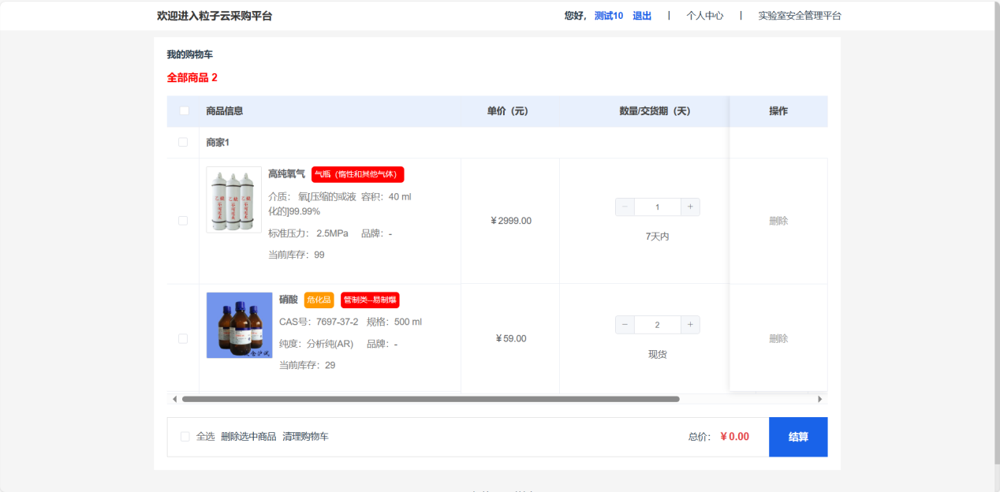 欢迎进入粒子云采购平台
您好，测试10 退出 | 个人中心 | 实验室安全管理平台
我的购物车
全部商品 2
商品信息 单价（元） 数量/交货期（天） 操作
商家1
高纯氧气 气瓶（惰性和其他气体）
介质： 氧[压缩的或液化的]99.99% 容积：40 ml
标准压力： 2.5MPa 品牌：-
当前库存：99
￥2999.00
- 1 +
7天内
删除
硝酸 危化品 管制类--易制爆
CAS号：7697-37-2 规格：500 ml
纯度：分析纯(AR) 品牌：-
当前库存：29
￥59.00
- 2 +
现货
删除
全选 删除选中商品 清理购物车 总价：￥0.00 结算